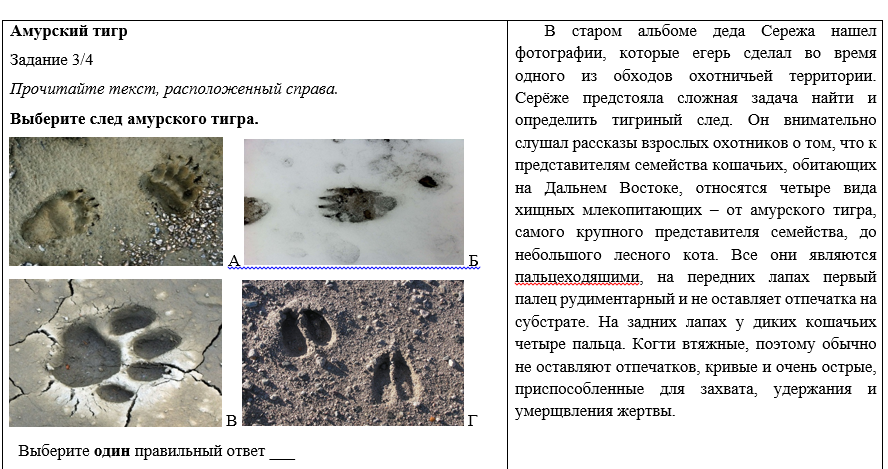 Амурский тигр
Задание 3/4
Прочитайте текст, расположенный справа.
Выберите след амурского тигра.
А
Б
В
Г
Выберите один правильный ответ ___
В старом альбоме деда Сережа нашел
фотографии, которые егерь сделал во время
одного из обходов охотничьей территории.
Серёже предстояла сложная задача найти и
определить тигриный след. Он внимательно
слушал рассказы взрослых охотников о том, что к
представителям семейства кошачьих, обитающих
на Дальнем Востоке, относятся четыре вида
хищных млекопитающих – от амурского тигра,
самого крупного представителя семейства, до
небольшого лесного кота. Все они являются
пальцеходящими, на передних лапах первый
палец рудиментарный и не оставляет отпечатка на
субстрате. На задних лапах у диких кошачьих
четыре пальца. Когти втяжные, поэтому обычно
не оставляют отпечатков, кривые и очень острые,
приспособленные для захвата, удержания и
умерщвления жертвы.